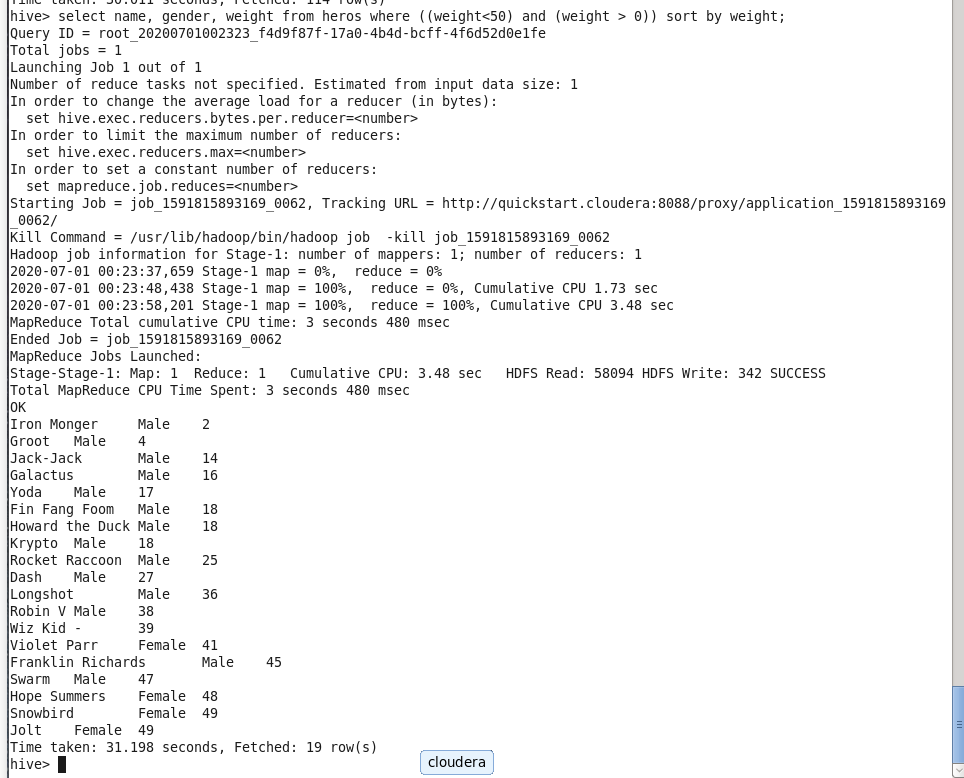 Time taken: 30.611 seconds, Fetched: 114 row(s)
hive> select name, gender, weight from heros where ((weight<50) and (weight > 0)) sort by weight;
Query ID = root_20200701002323_f4d9f87f-17a0-4b4d-bcff-4f6d52d0e1fe
Total jobs = 1
Launching Job 1 out of 1
Number of reduce tasks not specified. Estimated from input data size: 1
In order to change the average load for a reducer (in bytes):
  set hive.exec.reducers.bytes.per.reducer=<number>
In order to limit the maximum number of reducers:
  set hive.exec.reducers.max=<number>
In order to set a constant number of reducers:
  set mapreduce.job.reduces=<number>
Starting Job = job_1591815893169_0062, Tracking URL = http://quickstart.cloudera:8088/proxy/application_1591815893169
_0062/
Kill Command = /usr/lib/hadoop/bin/hadoop job  -kill job_1591815893169_0062
Hadoop job information for Stage-1: number of mappers: 1; number of reducers: 1
2020-07-01 00:23:37,659 Stage-1 map = 0%,  reduce = 0%
2020-07-01 00:23:48,438 Stage-1 map = 100%,  reduce = 0%, Cumulative CPU 1.73 sec
2020-07-01 00:23:58,201 Stage-1 map = 100%,  reduce = 100%, Cumulative CPU 3.48 sec
MapReduce Total cumulative CPU time: 3 seconds 480 msec
Ended Job = job_1591815893169_0062
MapReduce Jobs Launched:
Stage-Stage-1: Map: 1  Reduce: 1   Cumulative CPU: 3.48 sec   HDFS Read: 58094 HDFS Write: 342 SUCCESS
Total MapReduce CPU Time Spent: 3 seconds 480 msec
OK
Iron Monger     Male    2
Groot   Male    4
Jack-Jack       Male    14
Galactus        Male    16
Yoda    Male    17
Fin Fang Foom   Male    18
Howard the Duck Male    18
Krypto  Male    18
Rocket Raccoon  Male    25
Dash    Male    27
Longshot        Male    36
Robin V Male    38
Wiz Kid -       39
Violet Parr     Female  41
Franklin Richards       Male    45
Swarm   Male    47
Hope Summers    Female  48
Snowbird        Female  49
Jolt    Female  49
Time taken: 31.198 seconds, Fetched: 19 row(s)
hive>
cloudera